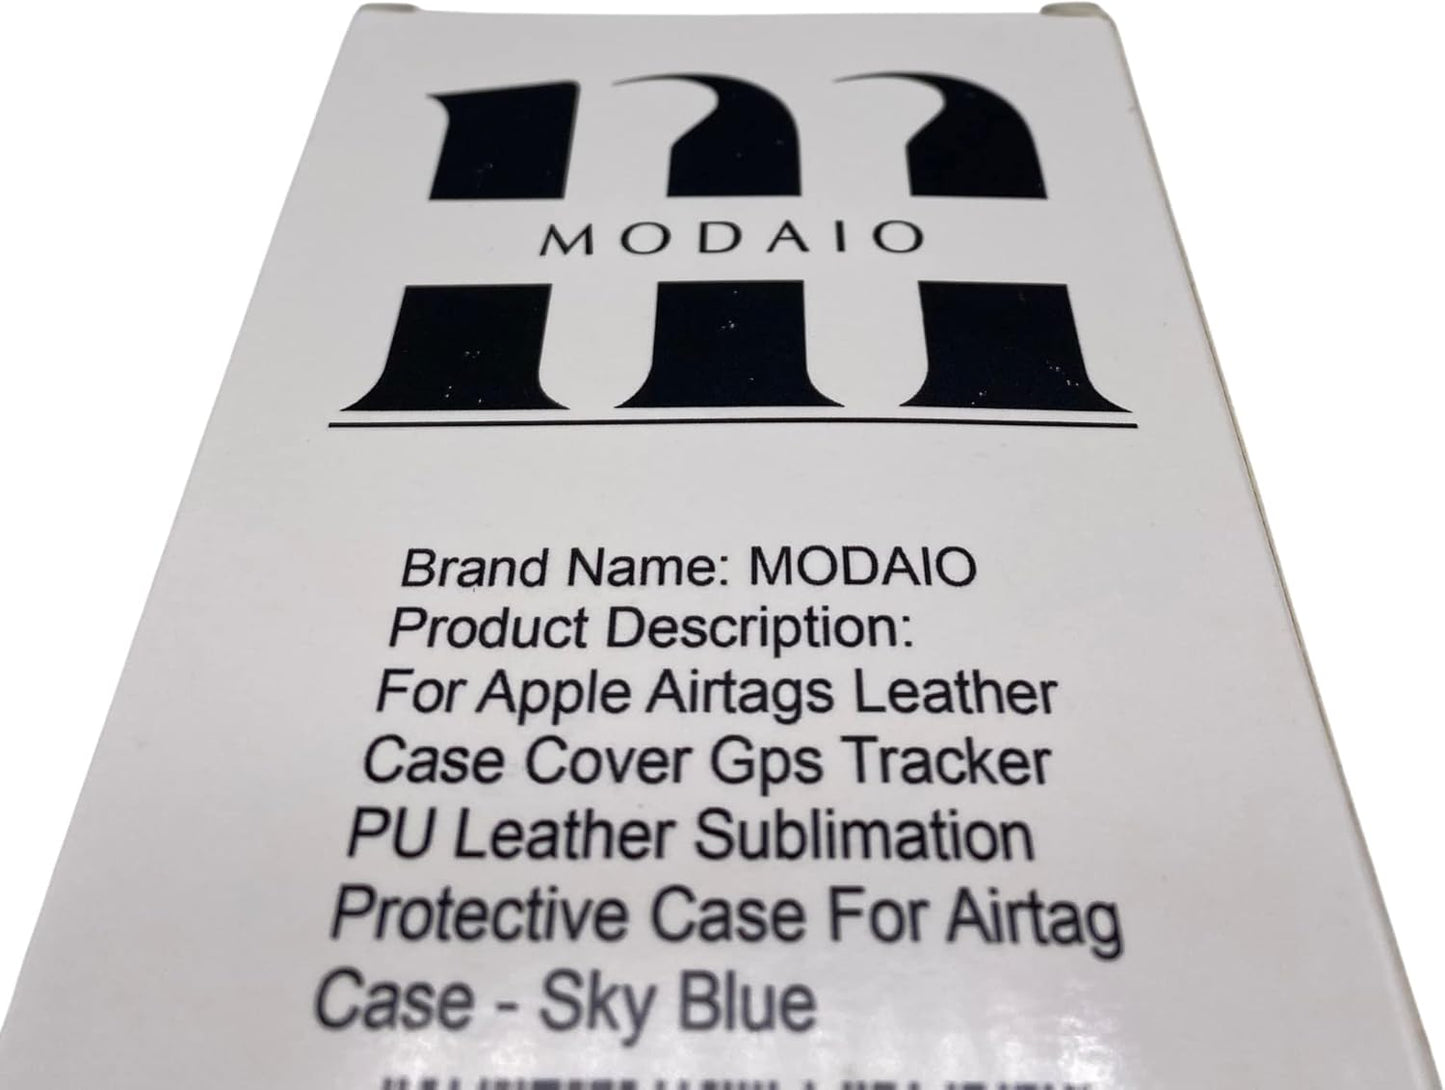 m
MODAIO
Brand Name: MODAIO
Product Description:
For Apple Airtags Leather
Case Cover Gps Tracker
PU Leather Sublimation
Protective Case For Airtag
Case - Sky Blue